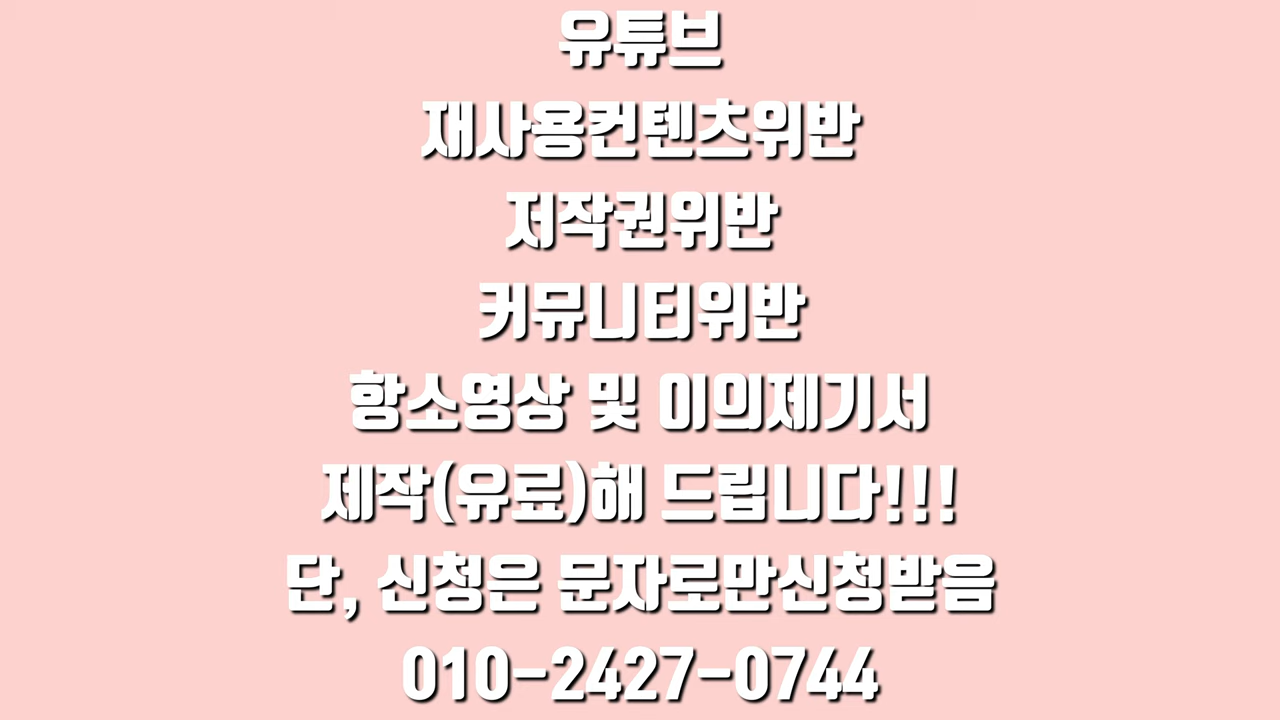 유튜브
재사용컨텐츠위반
저작권위반
커뮤니티위반
항소영상 및 이의제기서
제작(유료)해 드립니다!!!
단, 신청은 문자로만신청받음
010-2427-0744